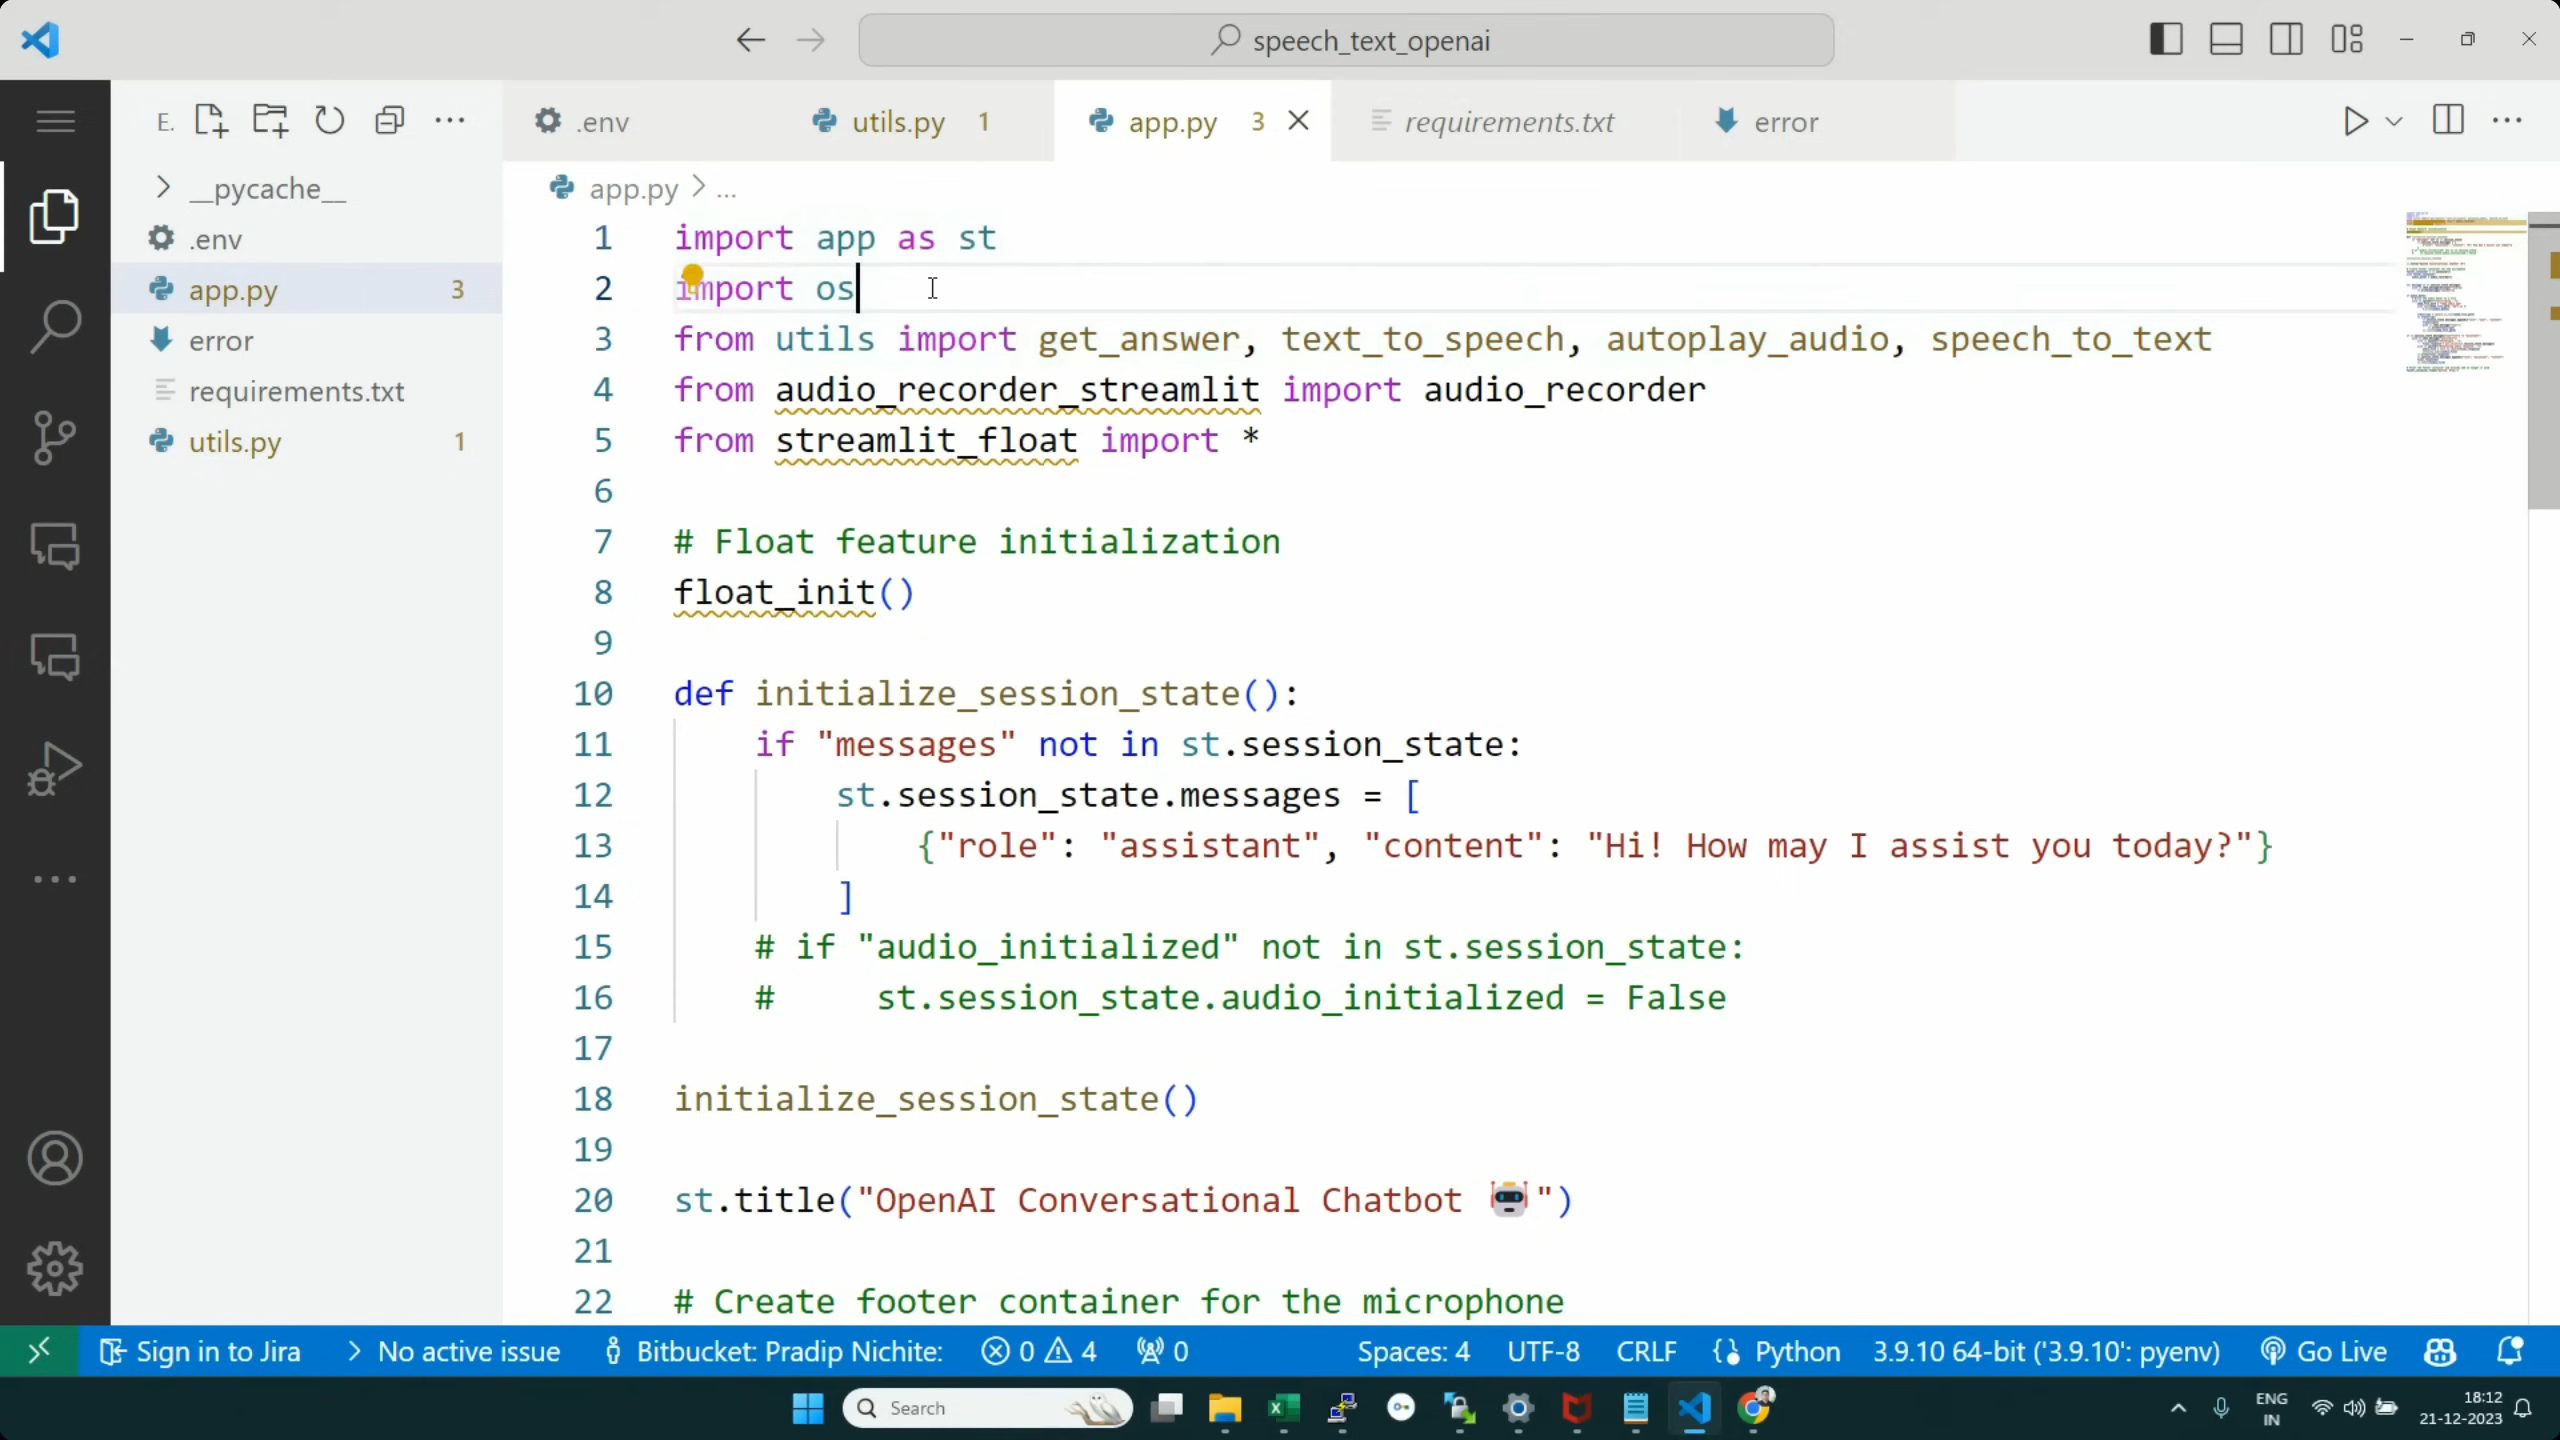 speech_text_openai
E.
.env
utils.py 1
app.py 3
requirements.txt
error
__pycache__
.env
app.py 3
error
requirements.txt
utils.py 1
app.py > ...
1 import app as st
2 import os
3 from utils import get_answer, text_to_speech, autoplay_audio, speech_to_text
4 from audio_recorder_streamlit import audio_recorder
5 from streamlit_float import *
6
7 # Float feature initialization
8 float_init()
9
10 def initialize_session_state():
11 if "messages" not in st.session_state:
12 st.session_state.messages = [
13 {"role": "assistant", "content": "Hi! How may I assist you today?"}
14 ]
15 # if "audio_initialized" not in st.session_state:
16 #     st.session_state.audio_initialized = False
17
18 initialize_session_state()
19
20 st.title("OpenAI Conversational Chatbot 🤖")
21
22 # Create footer container for the microphone
Sign in to Jira > No active issue Bitbucket: Pradip Nichite: 0 4 0 Spaces: 4 UTF-8 CRLF Python 3.9.10 64-bit ('3.9.10': pyenv) Go Live
Search
ENG
IN
18:12
21-12-2023